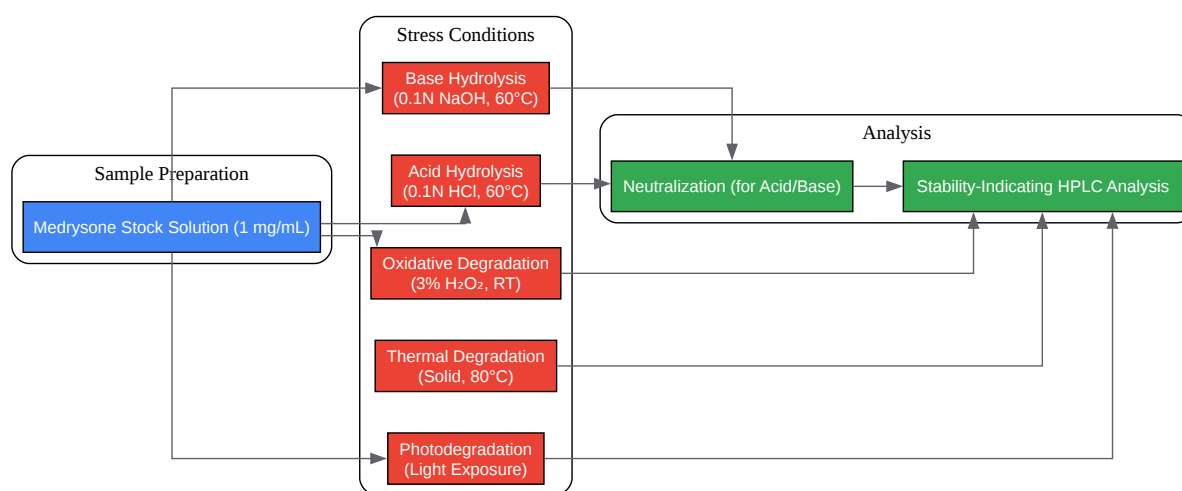 Stress Conditions
Base Hydrolysis
(0.1N NaOH, 60°C)
Analysis
Sample Preparation
Acid Hydrolysis
(0.1N HCl, 60°C)
Neutralization (for Acid/Base)
Stability-Indicating HPLC Analysis
Medrysone Stock Solution (1 mg/mL)
Oxidative Degradation
(3% H₂O₂, RT)
Thermal Degradation
(Solid, 80°C)
Photodegradation
(Light Exposure)